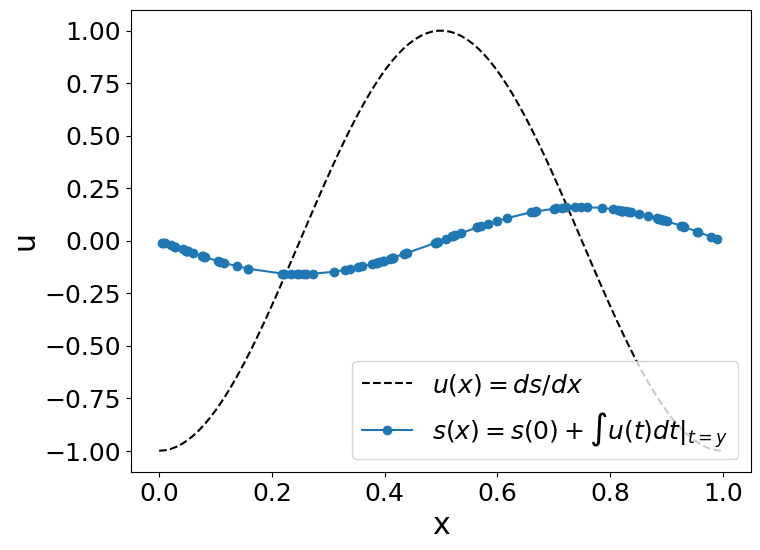 1.00
0.75
0.50
0.25
0.00
−0.25
−0.50
−0.75
−1.00
u
u(x) = ds/dx
s(x) = s(0) + ∫u(t)dt|_{t=y}
0.0 0.2 0.4 0.6 0.8 1.0
x